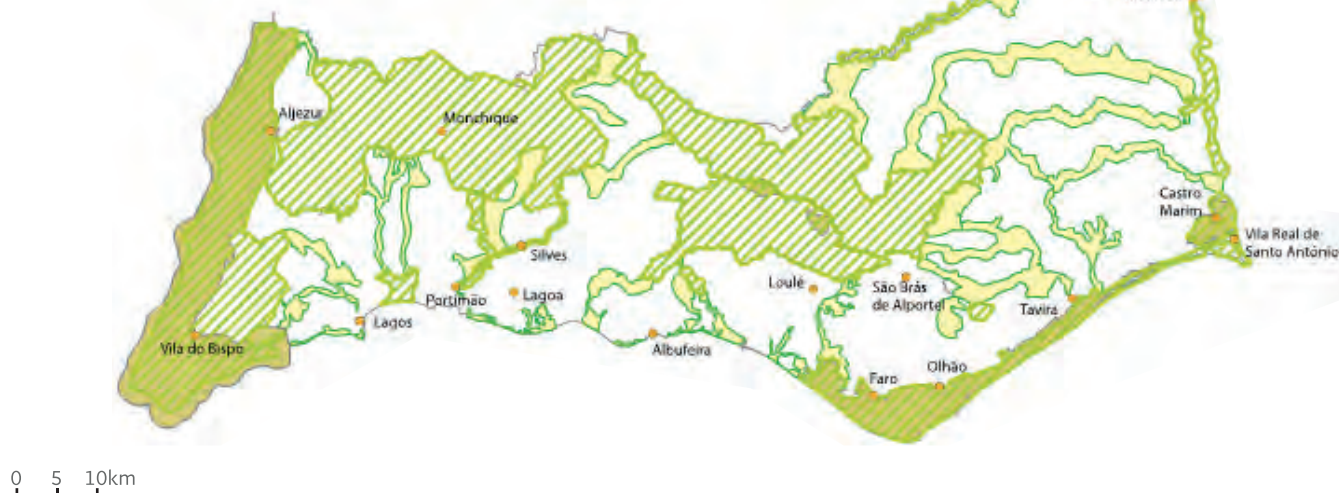 Aljezur
Monchique
Castro
Marim
Vila Real de
Santo António
Silves
Loulé
São Brás
de Alportel
Portimão
Lagoa
Tavira
Lagos
Vila do Bispo
Albufeira
Olhão
Faro
0 5 10km